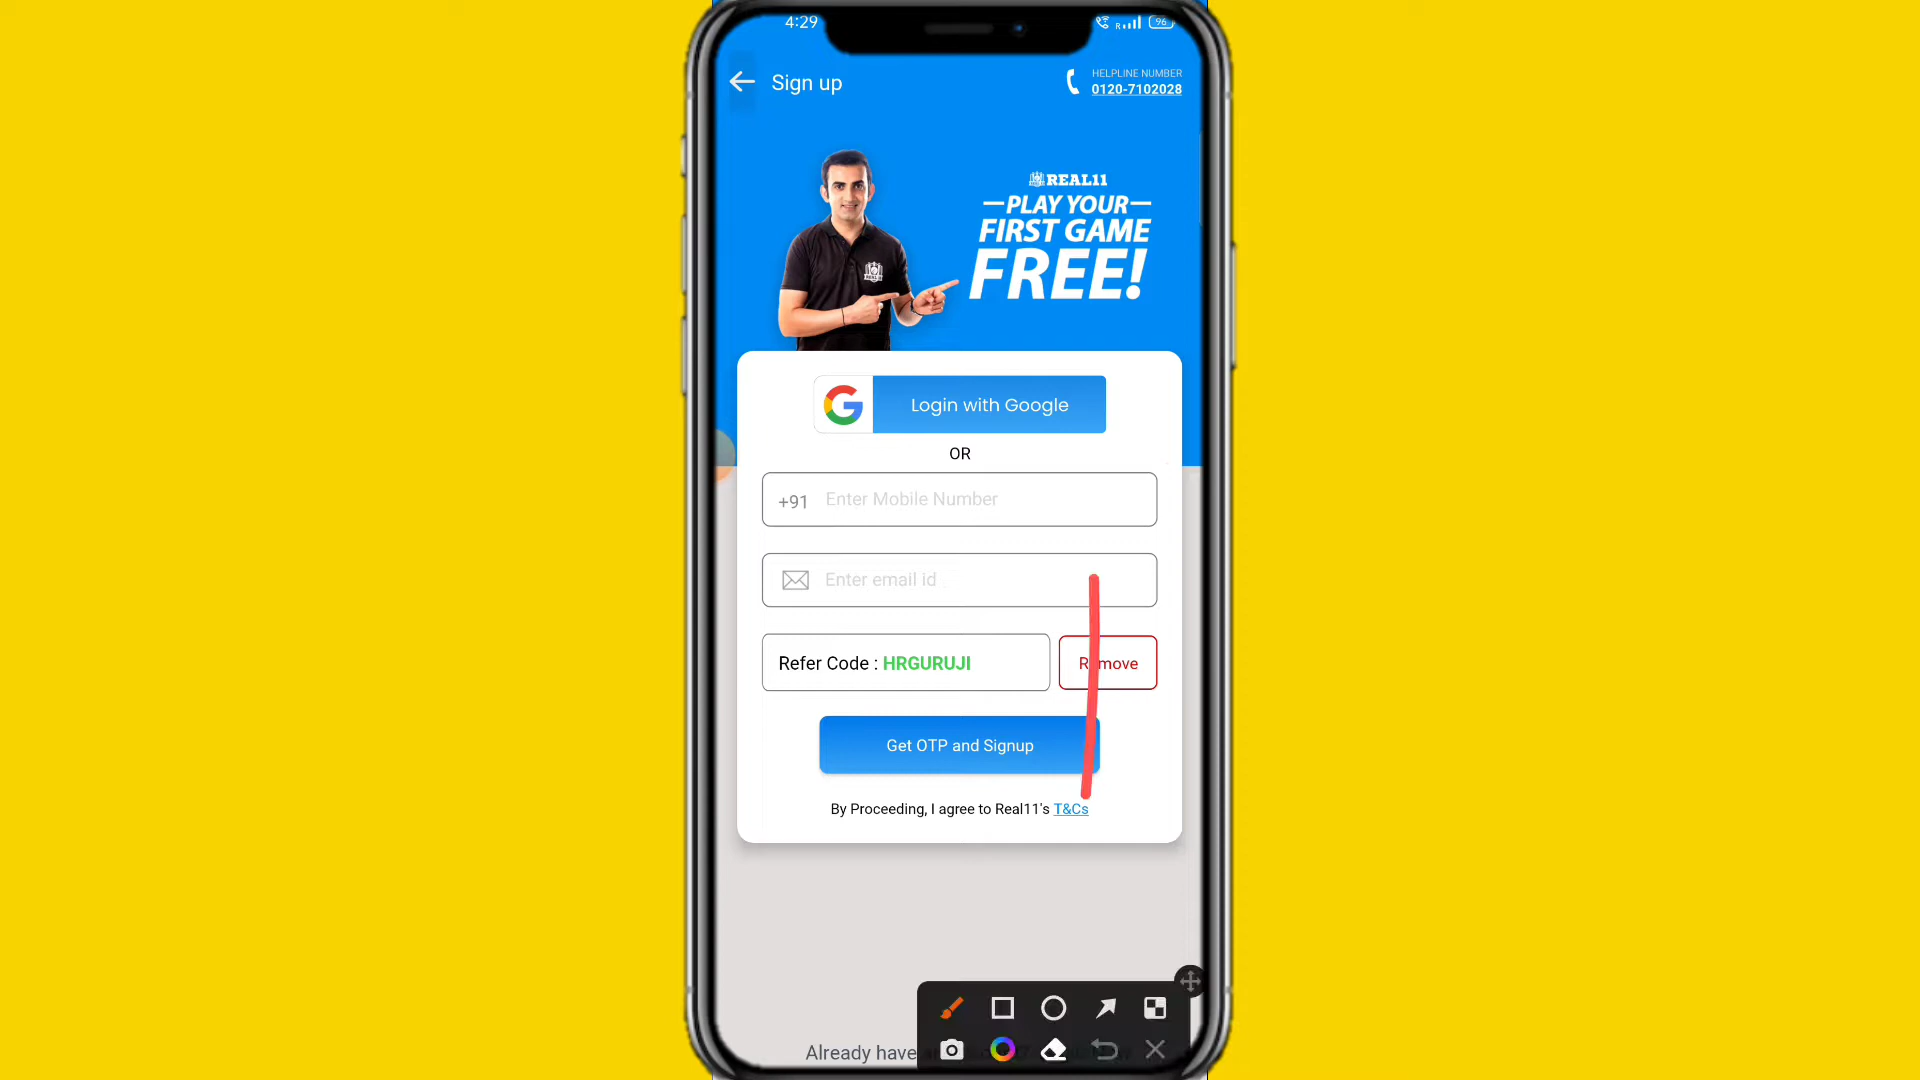 4:29
R
96
Sign up
HELPLINE NUMBER
0120-7102028
REAL11
PLAY YOUR
FIRST GAME
FREE!
G
Login with Google
OR
+91 Enter Mobile Number
Enter email id
Refer Code : HRGURUJI
Remove
Get OTP and Signup
By Proceeding, I agree to Real11's T&Cs
Already have